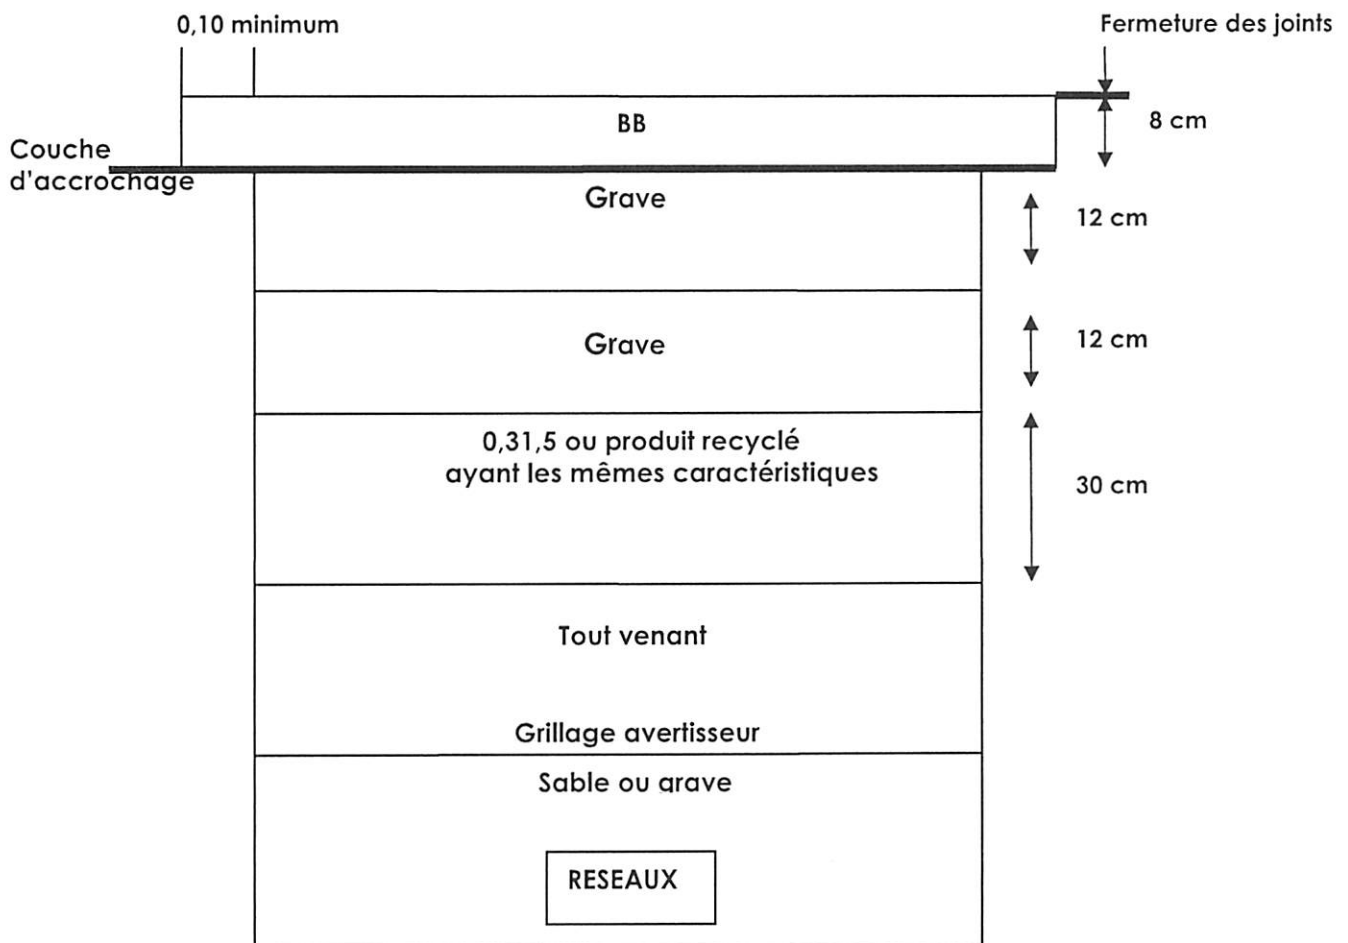 0,10 minimum
Fermeture des joints
BB
8 cm
Couche
d'accrochage
Grave
12 cm
Grave
12 cm
0,31,5 ou produit recyclé
ayant les mêmes caractéristiques
30 cm
Tout venant
Grillage avertisseur
Sable ou grave
RESEAUX